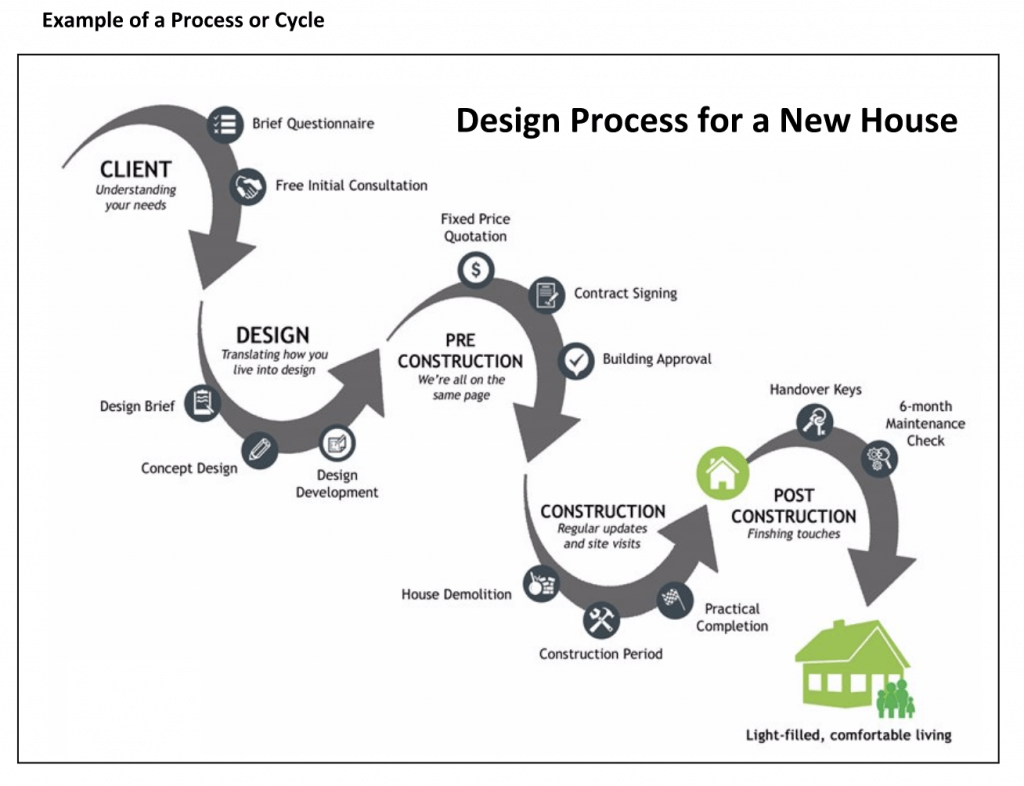 Example of a Process or Cycle
Design Process for a New House
CLIENT
Understanding
your needs
Brief Questionnaire
Free Initial Consultation
DESIGN
Translating how you
live into design
Design Brief
Concept Design
Design
Development
PRE
CONSTRUCTION
We're all on the
same page
Fixed Price
Quotation
$
Contract Signing
Building Approval
CONSTRUCTION
Regular updates
and site visits
House Demolition
Construction Period
Practical
Completion
POST
CONSTRUCTION
Finshing touches
Handover Keys
6-month
Maintenance
Check
Light-filled, comfortable living